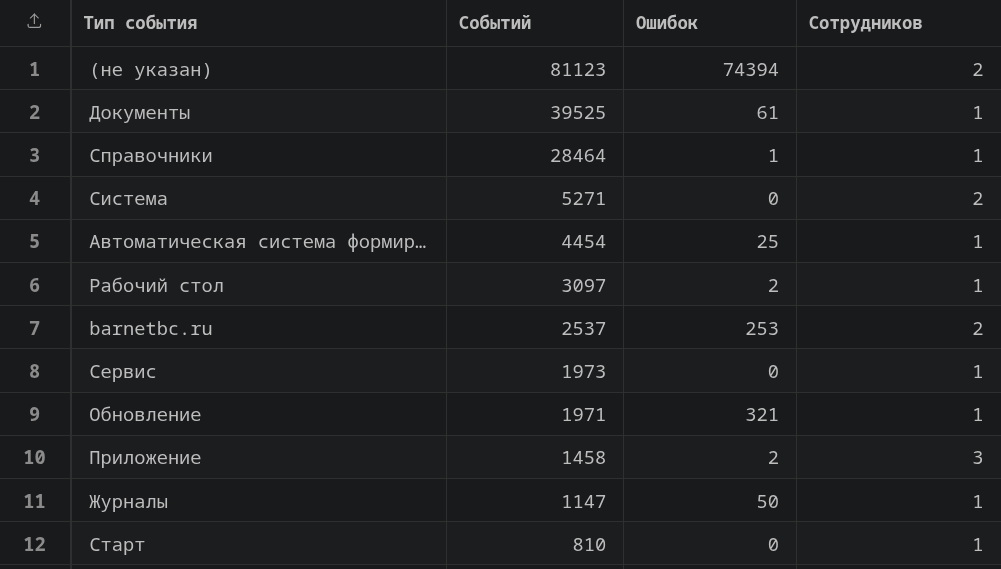 Тип события Событий Ошибок Сотрудников
1 (не указан) 81123 74394 2
2 Документы 39525 61 1
3 Справочники 28464 1 1
4 Система 5271 0 2
5 Автоматическая система формир… 4454 25 1
6 Рабочий стол 3097 2 1
7 barnetbc.ru 2537 253 2
8 Сервис 1973 0 1
9 Обновление 1971 321 1
10 Приложение 1458 2 3
11 Журналы 1147 50 1
12 Старт 810 0 1